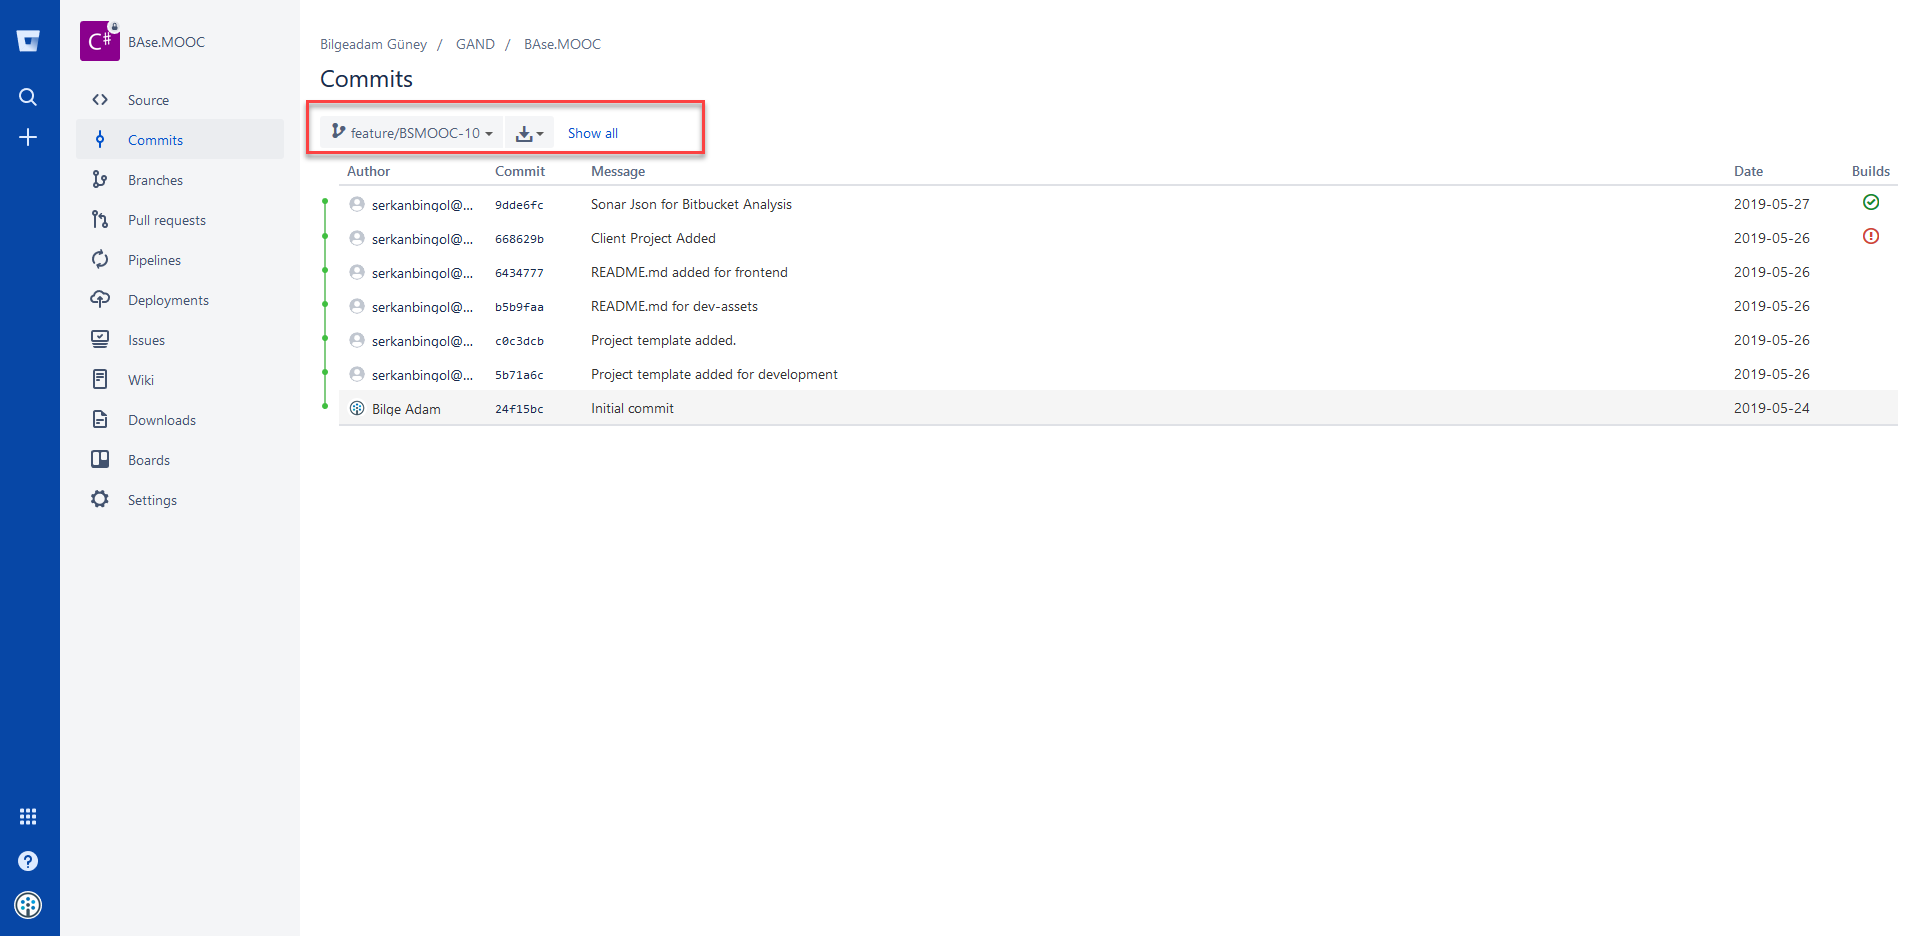 C#
BAse.MOOC
Source
Commits
Branches
Pull requests
Pipelines
Deployments
Issues
Wiki
Downloads
Boards
Settings
Bilgeadam Güney / GAND / BAse.MOOC
Commits
feature/BSMOOC-10 Show all
Author Commit Message Date Builds
serkanbingol@... 9dde6fc Sonar Json for Bitbucket Analysis 2019-05-27
serkanbingol@... 668629b Client Project Added 2019-05-26
serkanbingol@... 6434777 README.md added for frontend 2019-05-26
serkanbingol@... b5b9faa README.md for dev-assets 2019-05-26
serkanbingol@... c0c3dcb Project template added. 2019-05-26
serkanbingol@... 5b71a6c Project template added for development 2019-05-26
Bilge Adam 24f15bc Initial commit 2019-05-24